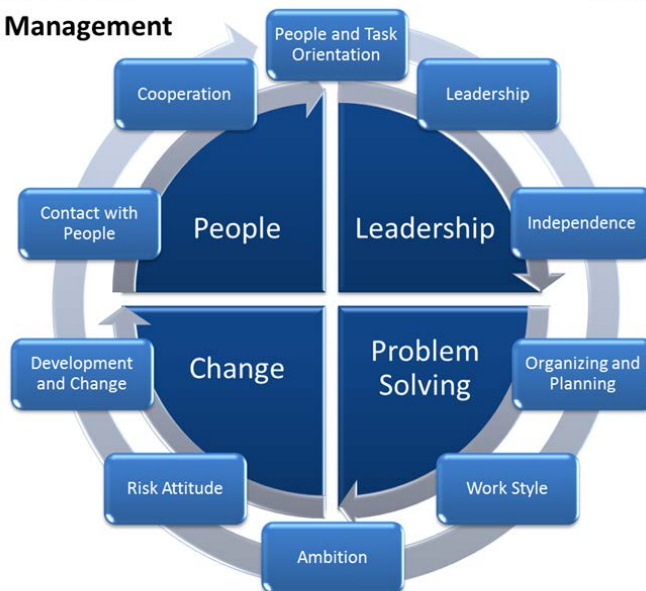 Management
People and Task
Orientation
Cooperation
Leadership
Contact with
People
People
Leadership
Independence
Development
and Change
Change
Problem
Solving
Organizing and
Planning
Risk Attitude
Work Style
Ambition